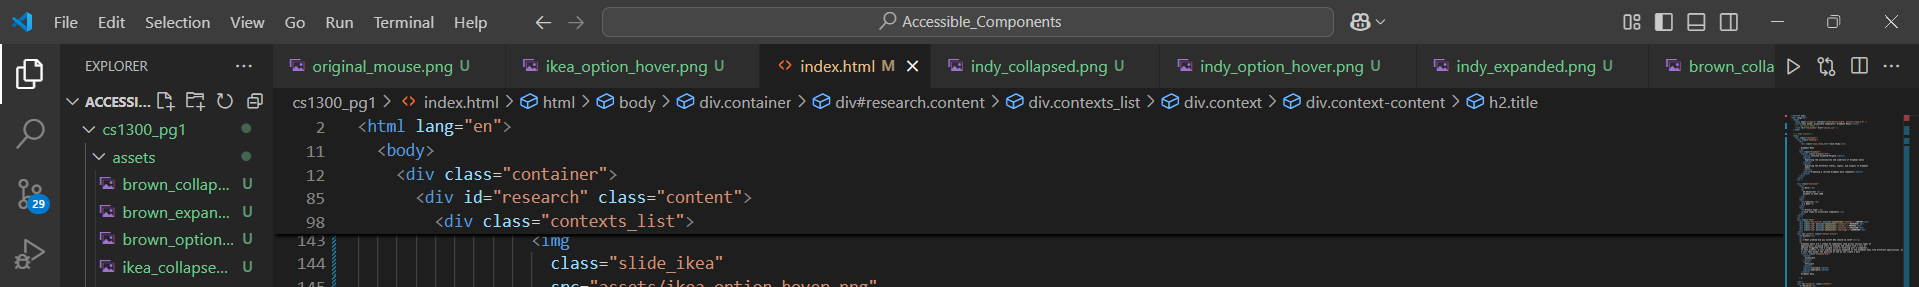 File Edit Selection View Go Run Terminal Help Accessible_Components
EXPLORER
original_mouse.png U ikea_option_hover.png U index.html M indy_collapsed.png U indy_option_hover.png U indy_expanded.png U brown_colla
ACCESSI...
cs1300_pg1 > index.html > html > body > div.container > div#research.content > div.contexts_list > div.context > div.context-content > h2.title
cs1300_pg1
assets
brown_collap... U
brown_expan... U
brown_option... U
ikea_collapse... U
29
2 <html lang="en">
11 <body>
12 <div class="container">
85 <div id="research" class="content">
98 <div class="contexts_list">
143 <img
144 class="slide_ikea"
145 src="assets/ikea_option_hover.png"